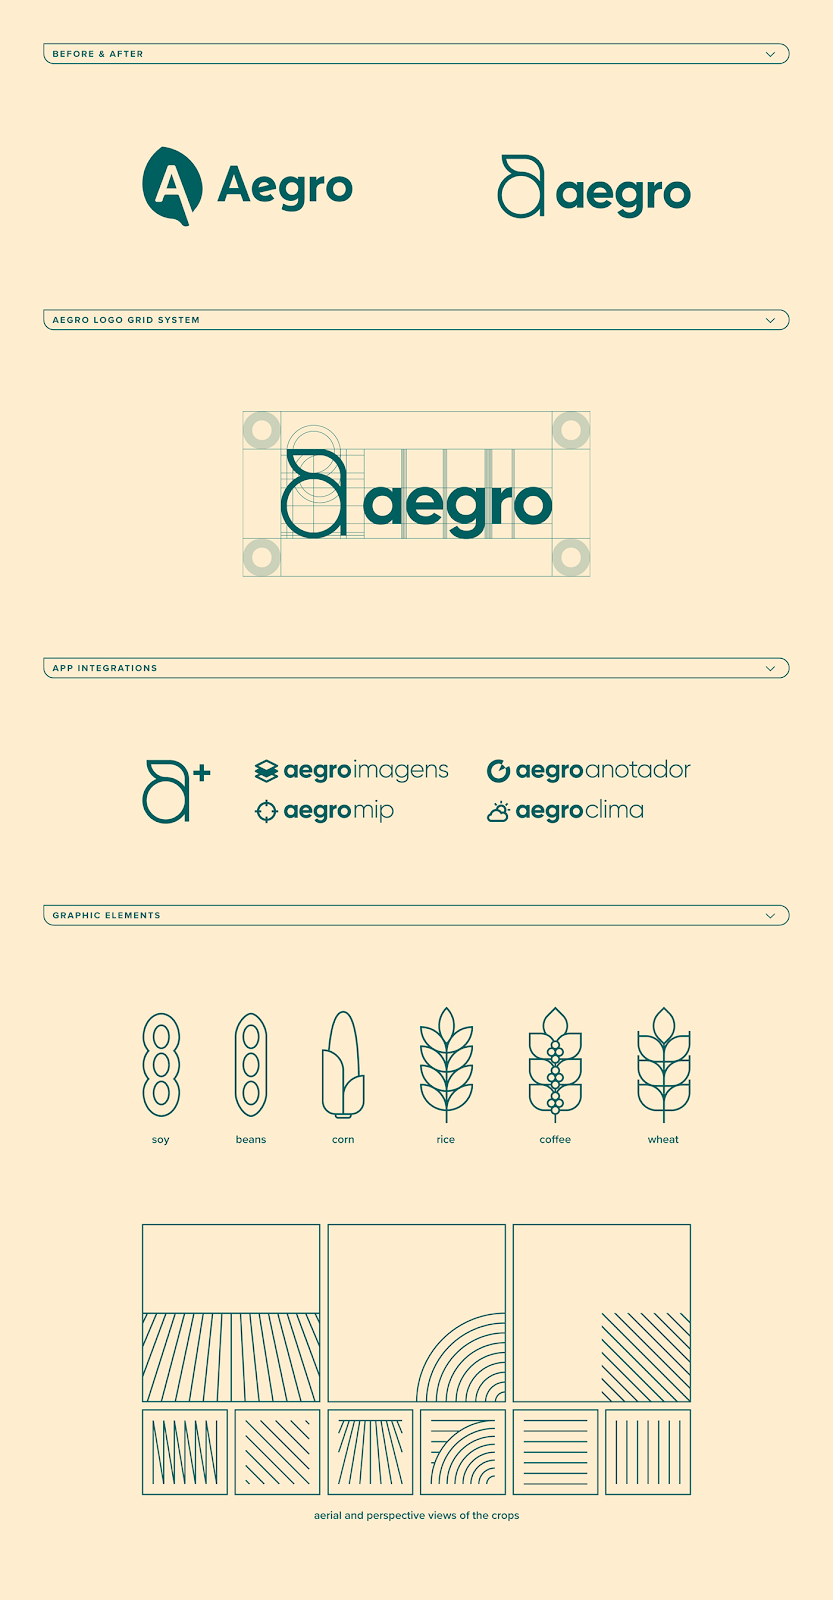 BEFORE & AFTER
A Aegro
a aegro
AEGRO LOGO GRID SYSTEM
a aegro
APP INTEGRATIONS
a+
aegroimagens
aegroanotador
aegromip
aegroclima
GRAPHIC ELEMENTS
soy beans corn rice coffee wheat
aerial and perspective views of the crops